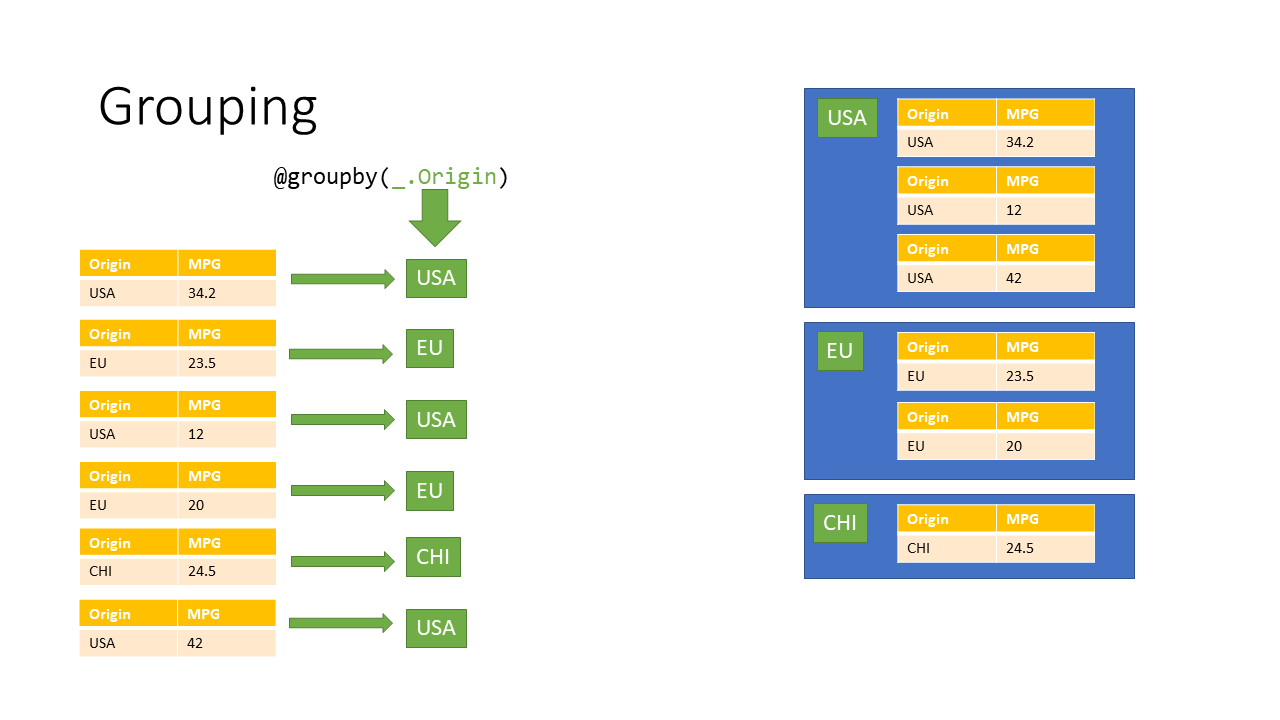 Grouping
@groupby(_.Origin)
Origin MPG
USA 34.2
USA
Origin MPG
EU 23.5
EU
Origin MPG
USA 12
USA
Origin MPG
EU 20
EU
Origin MPG
CHI 24.5
CHI
Origin MPG
USA 42
USA
USA
Origin MPG
USA 34.2
Origin MPG
USA 12
Origin MPG
USA 42
EU
Origin MPG
EU 23.5
Origin MPG
EU 20
CHI
Origin MPG
CHI 24.5